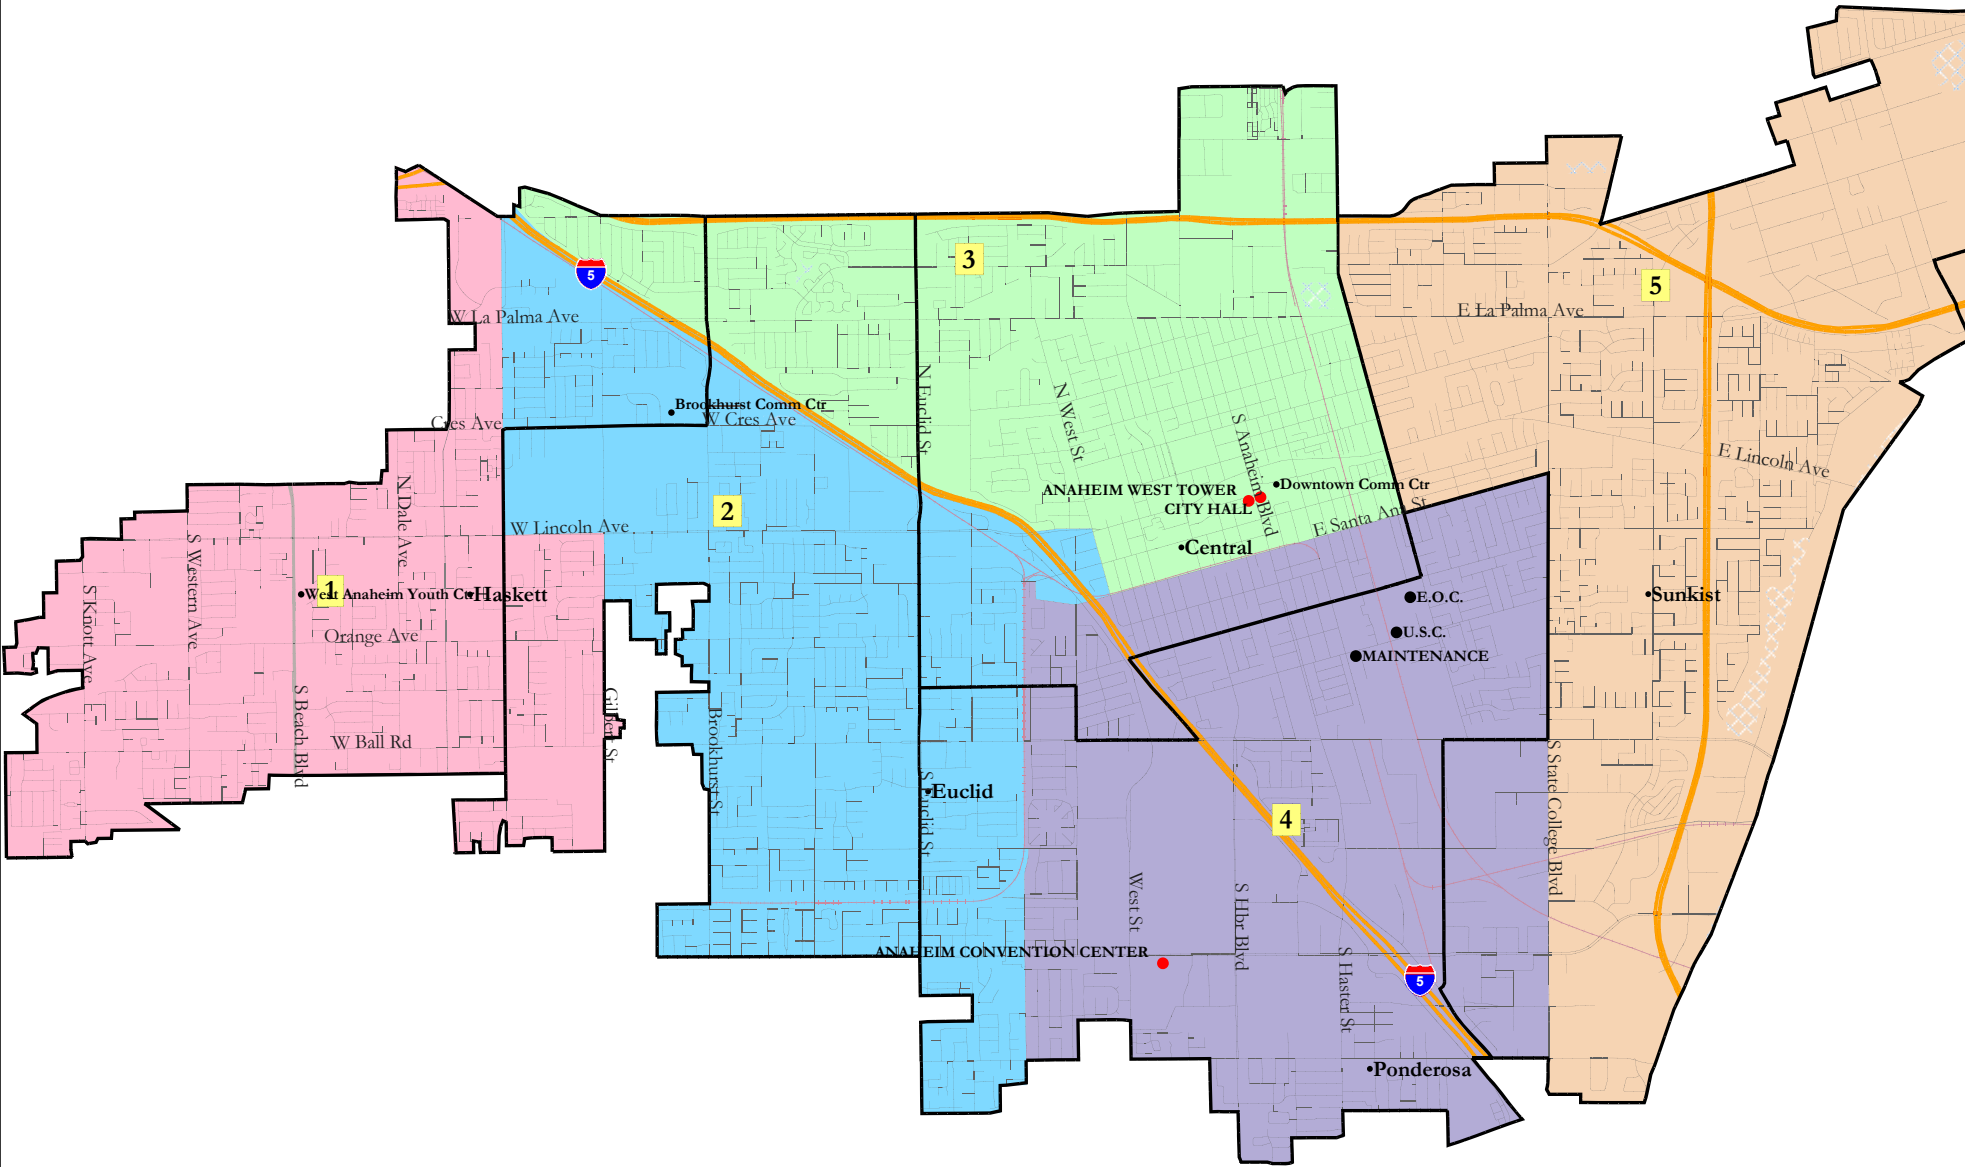 3
5
5
W La Palma Ave
E La Palma Ave
Brookhurst Comm Ctr
W Cres Ave
Cres Ave
N Euclid St
N West St
S Anaheim Blvd
E Lincoln Ave
ANAHEIM WEST TOWER
Downtown Comm Ctr
CITY HALL
E Santa Ana St
2
W Lincoln Ave
N Dale Ave
S Western Ave
Central
S Knott Ave
1
West Anaheim Youth Ctr
Haskett
E.O.C.
Sunkist
Orange Ave
U.S.C.
MAINTENANCE
S Beach Blvd
W Ball Rd
Gilbert St
Brookhurst St
S Euclid St
Euclid
4
S State College Blvd
West St
S Hbr Blvd
ANAHEIM CONVENTION CENTER
S Haster St
5
Ponderosa